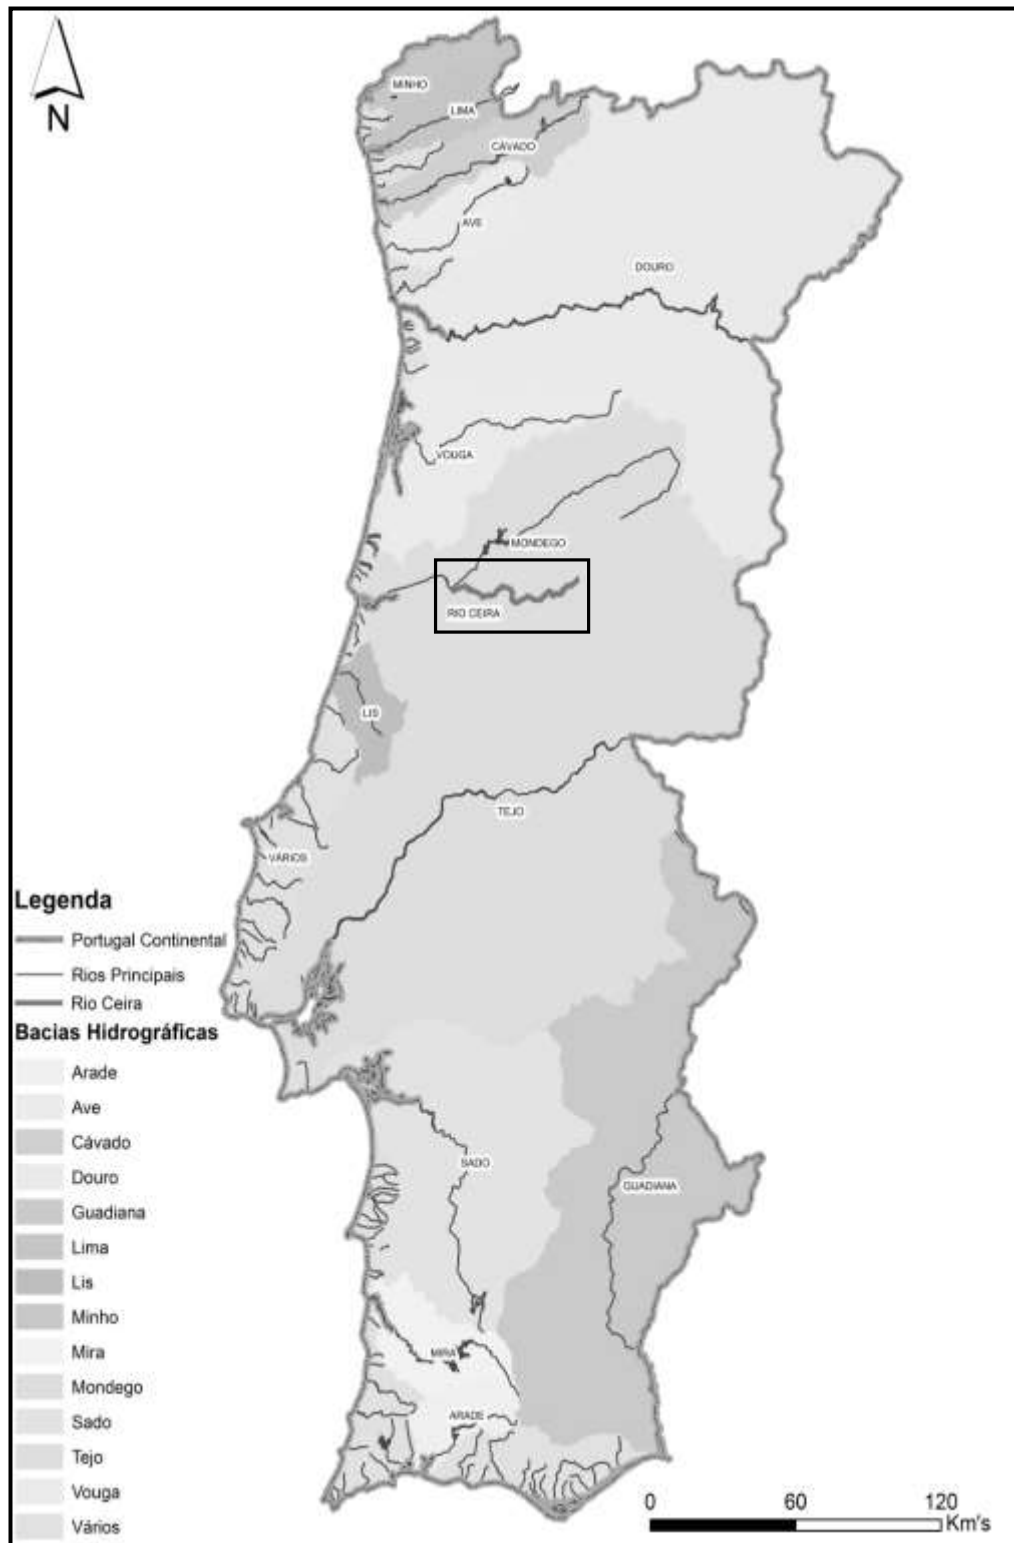 N
MINHO
LIMA
CÁVADO
AVE
DOURO
VOUGA
MONDEGO
RIO CEIRA
LIS
TEJO
VÁRIOS
Legenda
Portugal Continental
Rios Principais
Rio Ceira
Bacias Hidrográficas
Arade
Ave
Cávado
Douro
Guadiana
Lima
Lis
Minho
Mira
Mondego
Sado
Tejo
Vouga
Vários
SADO
GUADIANA
MIRA
ARADE
0 60 120
Km's